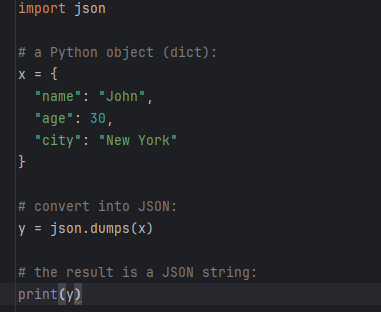 import json
# a Python object (dict):
x = {
  "name": "John",
  "age": 30,
  "city": "New York"
}
# convert into JSON:
y = json.dumps(x)
# the result is a JSON string:
print(y)